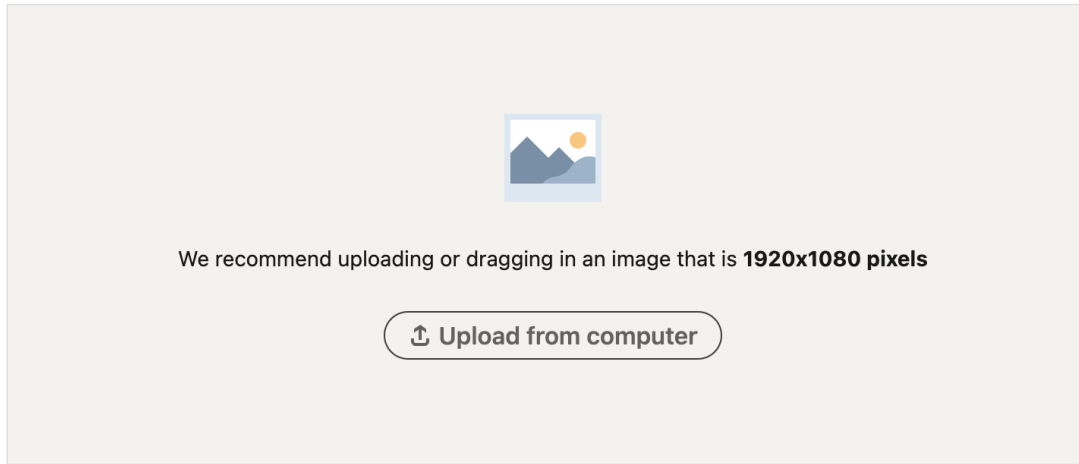 We recommend uploading or dragging in an image that is 1920x1080 pixels
Upload from computer